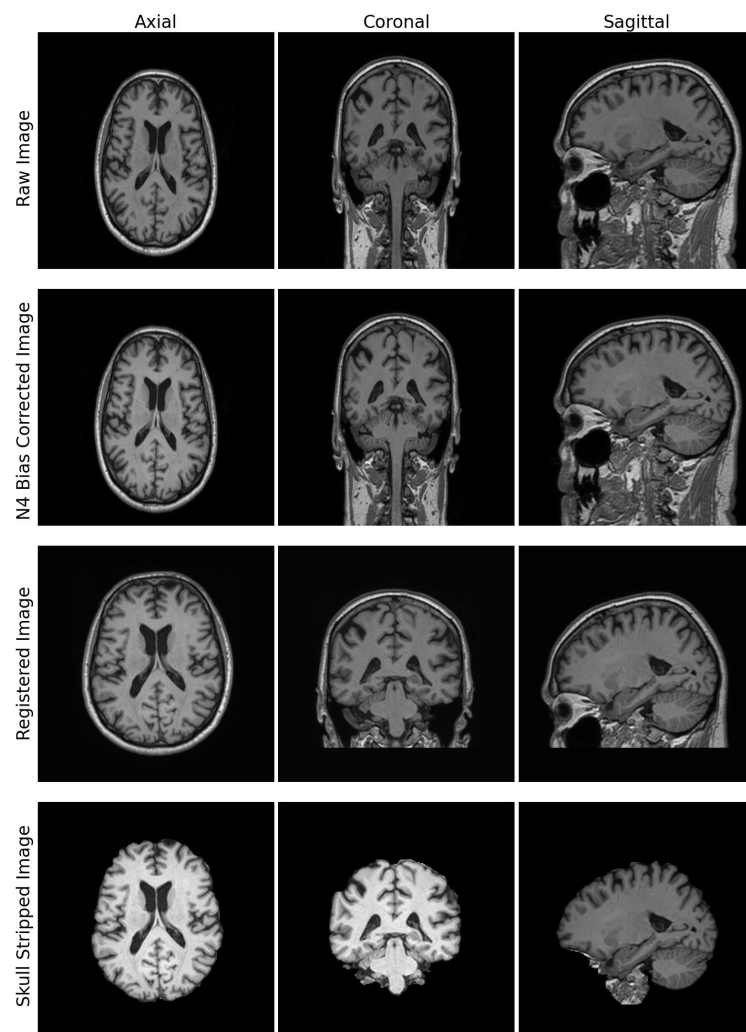 Axial
Coronal
Sagittal
Raw Image
N4 Bias Corrected Image
Registered Image
Skull Stripped Image